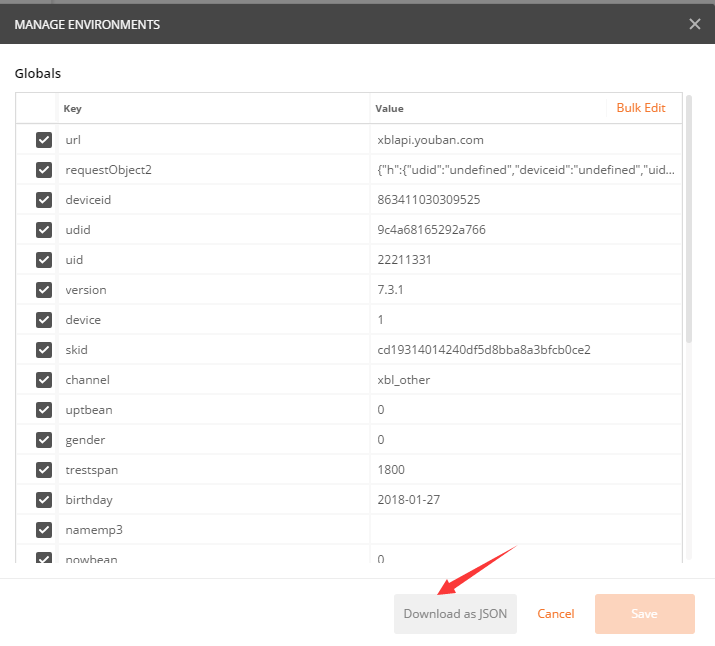 MANAGE ENVIRONMENTS
Globals
Key Value Bulk Edit
url xblapi.youban.com
requestObject2 {"h":{"udid":"undefined","deviceid":"undefined","uid...
deviceid 863411030309525
udid 9c4a68165292a766
uid 22211331
version 7.3.1
device 1
skid cd19314014240df5d8bba8a3bfcb0ce2
channel xbl_other
uptbean 0
gender 0
trestspan 1800
birthday 2018-01-27
namemp3
nowbean 0
Download as JSON Cancel Save